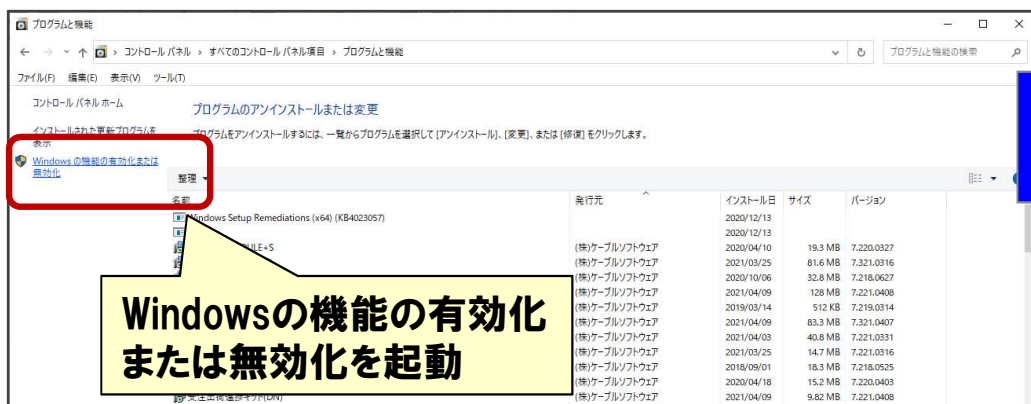 プログラムと機能
コントロール パネル › すべてのコントロール パネル項目 › プログラムと機能
プログラムと機能の検索
ファイル(F) 編集(E) 表示(V) ツール(T)
コントロール パネル ホーム
インストールされた更新プログラムを
表示
Windows の機能の有効化または
無効化
プログラムのアンインストールまたは変更
プログラムをアンインストールするには、一覧からプログラムを選択して [アンインストール]、[変更]、または [修復] をクリックします。
整理
名前 発行元 インストール日 サイズ バージョン
Windows Setup Remediations (x64) (KB4023057) 2020/12/13
2020/12/13
(株)ケーブルソフトウェア 2020/04/10 19.3 MB 7.220.0327
(株)ケーブルソフトウェア 2021/03/25 81.6 MB 7.321.0316
(株)ケーブルソフトウェア 2020/10/06 32.8 MB 7.218.0627
(株)ケーブルソフトウェア 2021/04/09 128 MB 7.221.0408
(株)ケーブルソフトウェア 2019/03/14 512 KB 7.219.0314
(株)ケーブルソフトウェア 2021/04/09 83.3 MB 7.321.0407
(株)ケーブルソフトウェア 2021/04/03 40.8 MB 7.221.0331
(株)ケーブルソフトウェア 2021/03/25 14.7 MB 7.221.0316
(株)ケーブルソフトウェア 2018/09/01 18.3 MB 7.218.0525
(株)ケーブルソフトウェア 2020/04/18 15.2 MB 7.220.0403
受注出荷進捗キット(DN) (株)ケーブルソフトウェア 2021/04/09 9.82 MB 7.221.0408
Windowsの機能の有効化
または無効化を起動